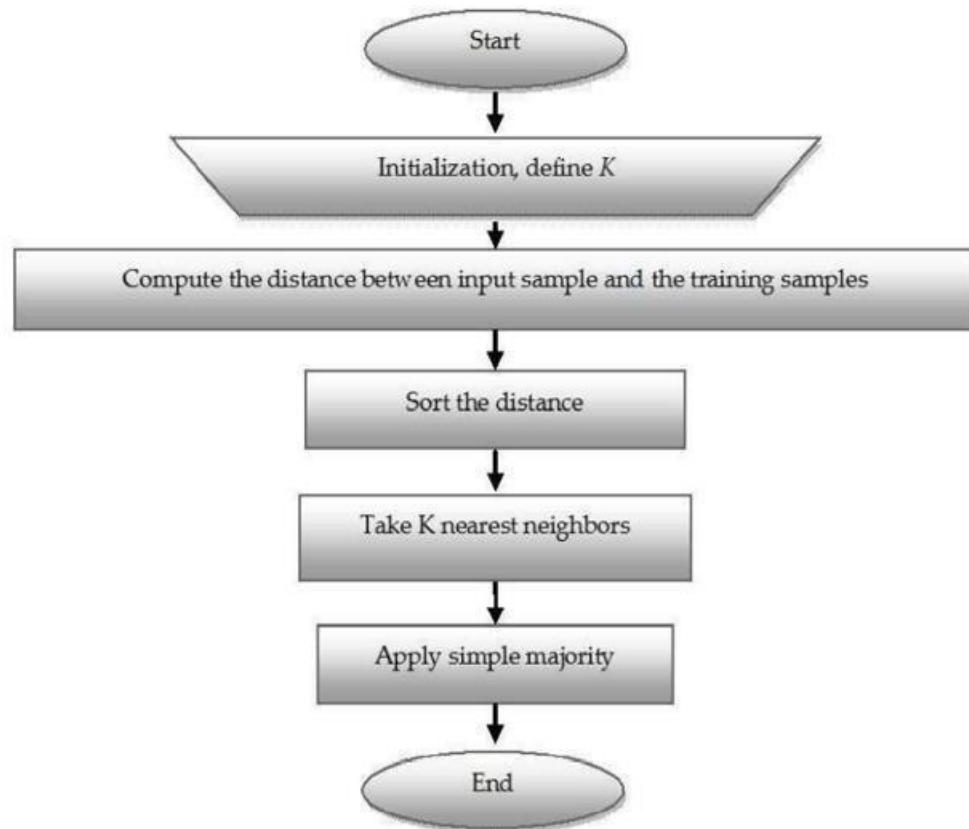 Start
Initialization, define K
Compute the distance between input sample and the training samples
Sort the distance
Take K nearest neighbors
Apply simple majority
End